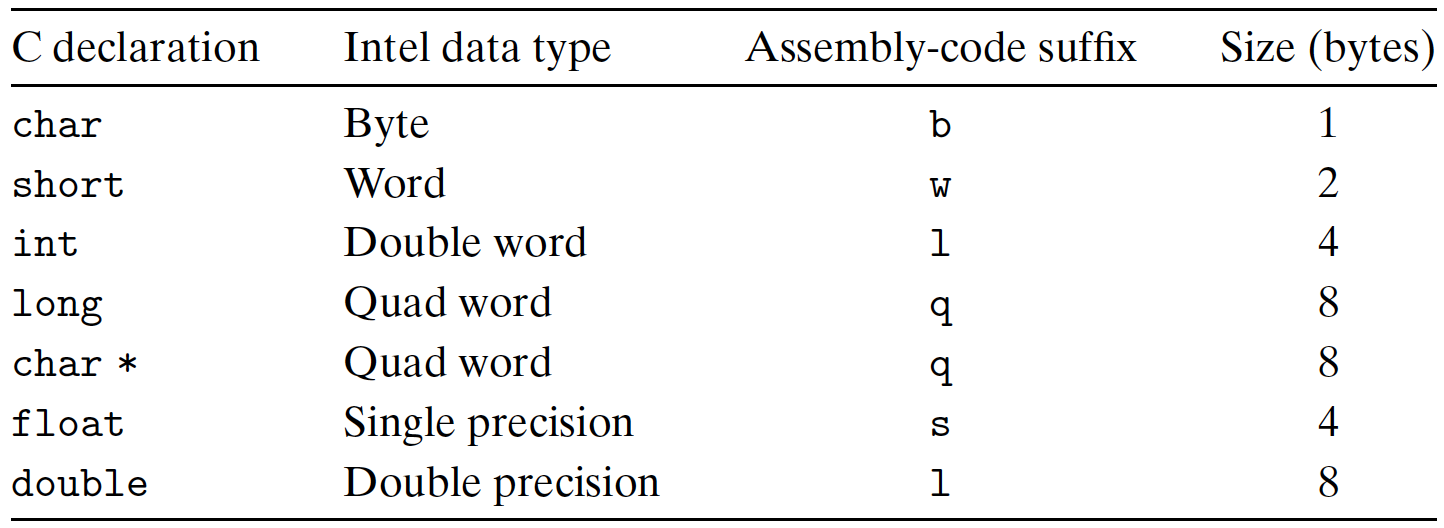 C declaration Intel data type Assembly-code suffix Size (bytes)
char Byte b 1
short Word w 2
int Double word l 4
long Quad word q 8
char * Quad word q 8
float Single precision s 4
double Double precision l 8